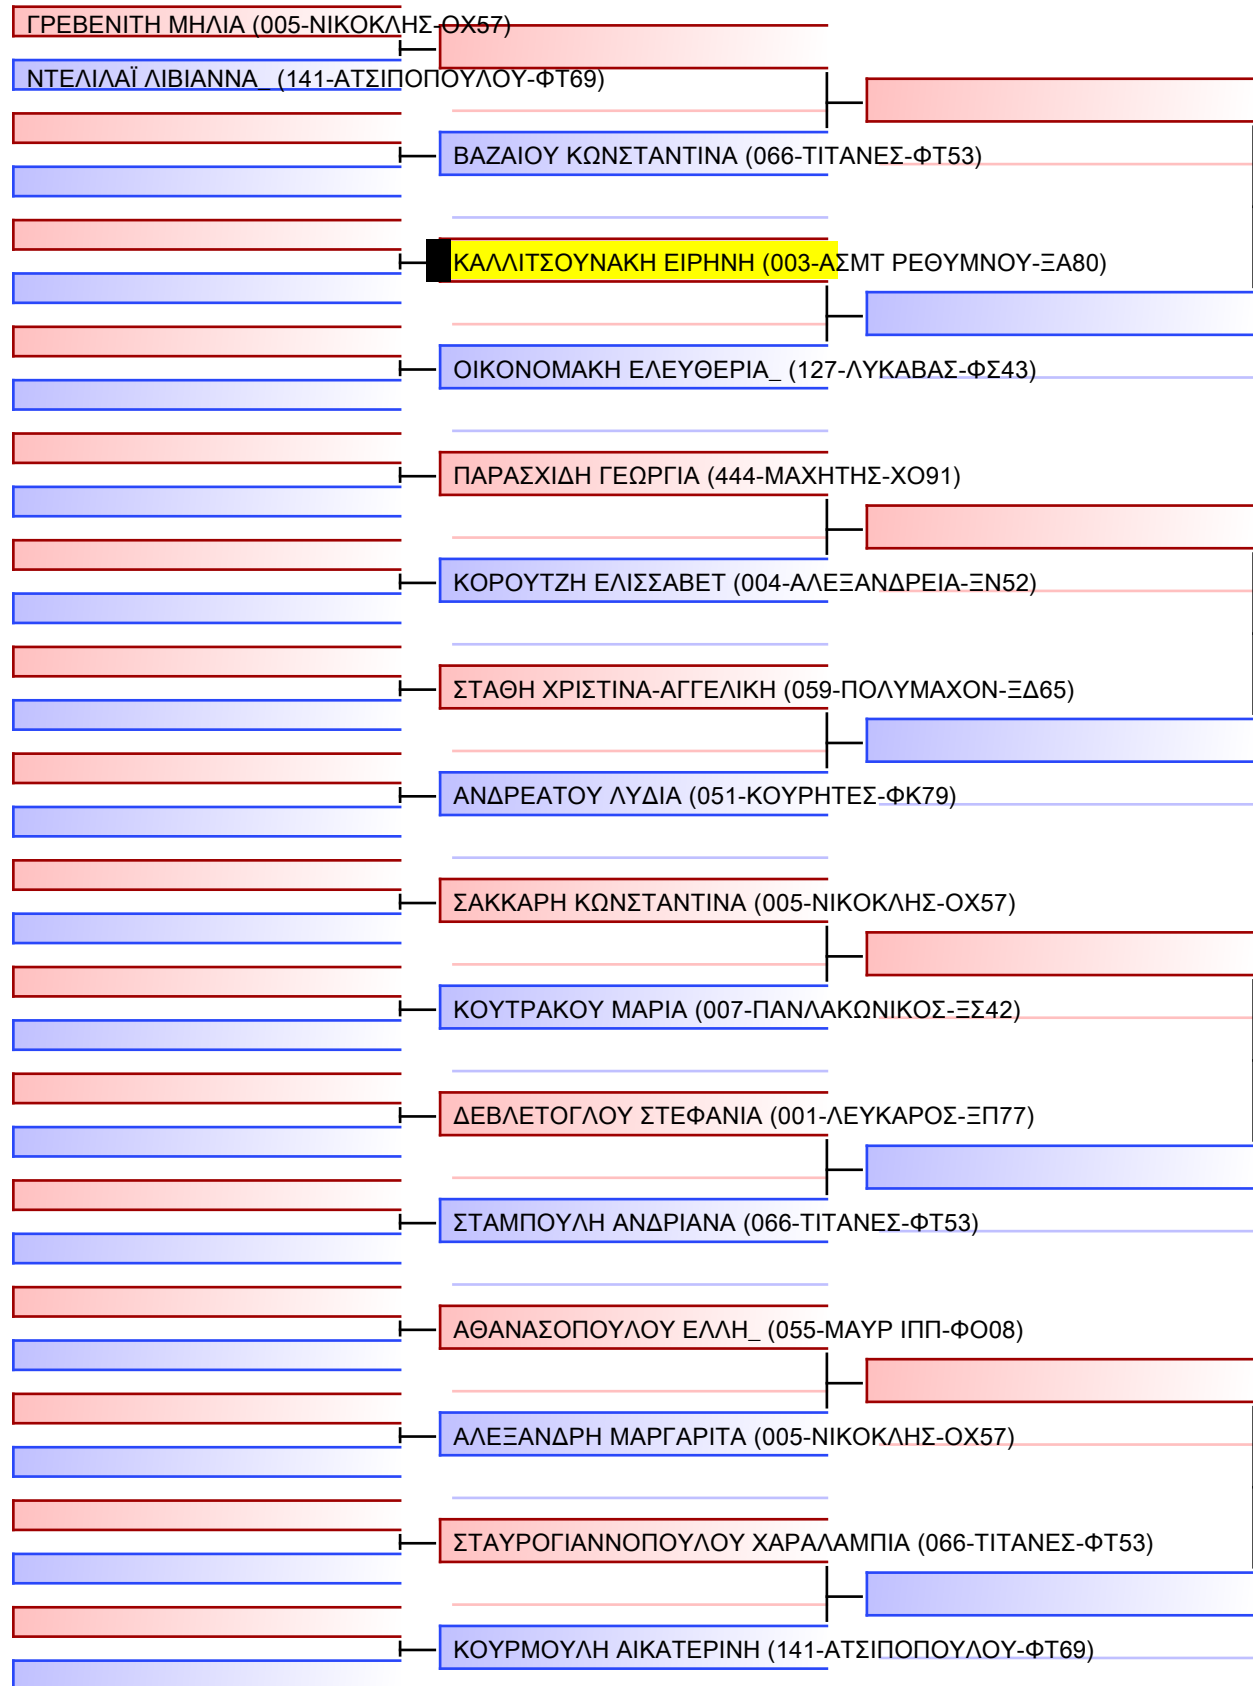 ΓΡΕΒΕΝΙΤΗ ΜΗΛΙΑ (005-ΝΙΚΟΚΛΗΣ-ΟΧ57)
ΝΤΕΛΙΛΑΪ ΛΙΒΙΑΝΝΑ_ (141-ΑΤΣΙΠΟΠΟΥΛΟΥ-ΦΤ69)
ΒΑΖΑΙΟΥ ΚΩΝΣΤΑΝΤΙΝΑ (066-ΤΙΤΑΝΕΣ-ΦΤ53)
ΚΑΛΛΙΤΣΟΥΝΑΚΗ ΕΙΡΗΝΗ (003-ΑΣΜΤ ΡΕΘΥΜΝΟΥ-ΞΑ80)
ΟΙΚΟΝΟΜΑΚΗ ΕΛΕΥΘΕΡΙΑ_ (127-ΛΥΚΑΒΑΣ-ΦΣ43)
ΠΑΡΑΣΧΙΔΗ ΓΕΩΡΓΙΑ (444-ΜΑΧΗΤΗΣ-ΧΟ91)
ΚΟΡΟΥΤΖΗ ΕΛΙΣΣΑΒΕΤ (004-ΑΛΕΞΑΝΔΡΕΙΑ-ΞΝ52)
ΣΤΑΘΗ ΧΡΙΣΤΙΝΑ-ΑΓΓΕΛΙΚΗ (059-ΠΟΛΥΜΑΧΟΝ-ΞΔ65)
ΑΝΔΡΕΑΤΟΥ ΛΥΔΙΑ (051-ΚΟΥΡΗΤΕΣ-ΦΚ79)
ΣΑΚΚΑΡΗ ΚΩΝΣΤΑΝΤΙΝΑ (005-ΝΙΚΟΚΛΗΣ-ΟΧ57)
ΚΟΥΤΡΑΚΟΥ ΜΑΡΙΑ (007-ΠΑΝΛΑΚΩΝΙΚΟΣ-ΞΣ42)
ΔΕΒΛΕΤΟΓΛΟΥ ΣΤΕΦΑΝΙΑ (001-ΛΕΥΚΑΡΟΣ-ΞΠ77)
ΣΤΑΜΠΟΥΛΗ ΑΝΔΡΙΑΝΑ (066-ΤΙΤΑΝΕΣ-ΦΤ53)
ΑΘΑΝΑΣΟΠΟΥΛΟΥ ΕΛΛΗ_ (055-ΜΑΥΡ ΙΠΠ-ΦΟ08)
ΑΛΕΞΑΝΔΡΗ ΜΑΡΓΑΡΙΤΑ (005-ΝΙΚΟΚΛΗΣ-ΟΧ57)
ΣΤΑΥΡΟΓΙΑΝΝΟΠΟΥΛΟΥ ΧΑΡΑΛΑΜΠΙΑ (066-ΤΙΤΑΝΕΣ-ΦΤ53)
ΚΟΥΡΜΟΥΛΗ ΑΙΚΑΤΕΡΙΝΗ (141-ΑΤΣΙΠΟΠΟΥΛΟΥ-ΦΤ69)